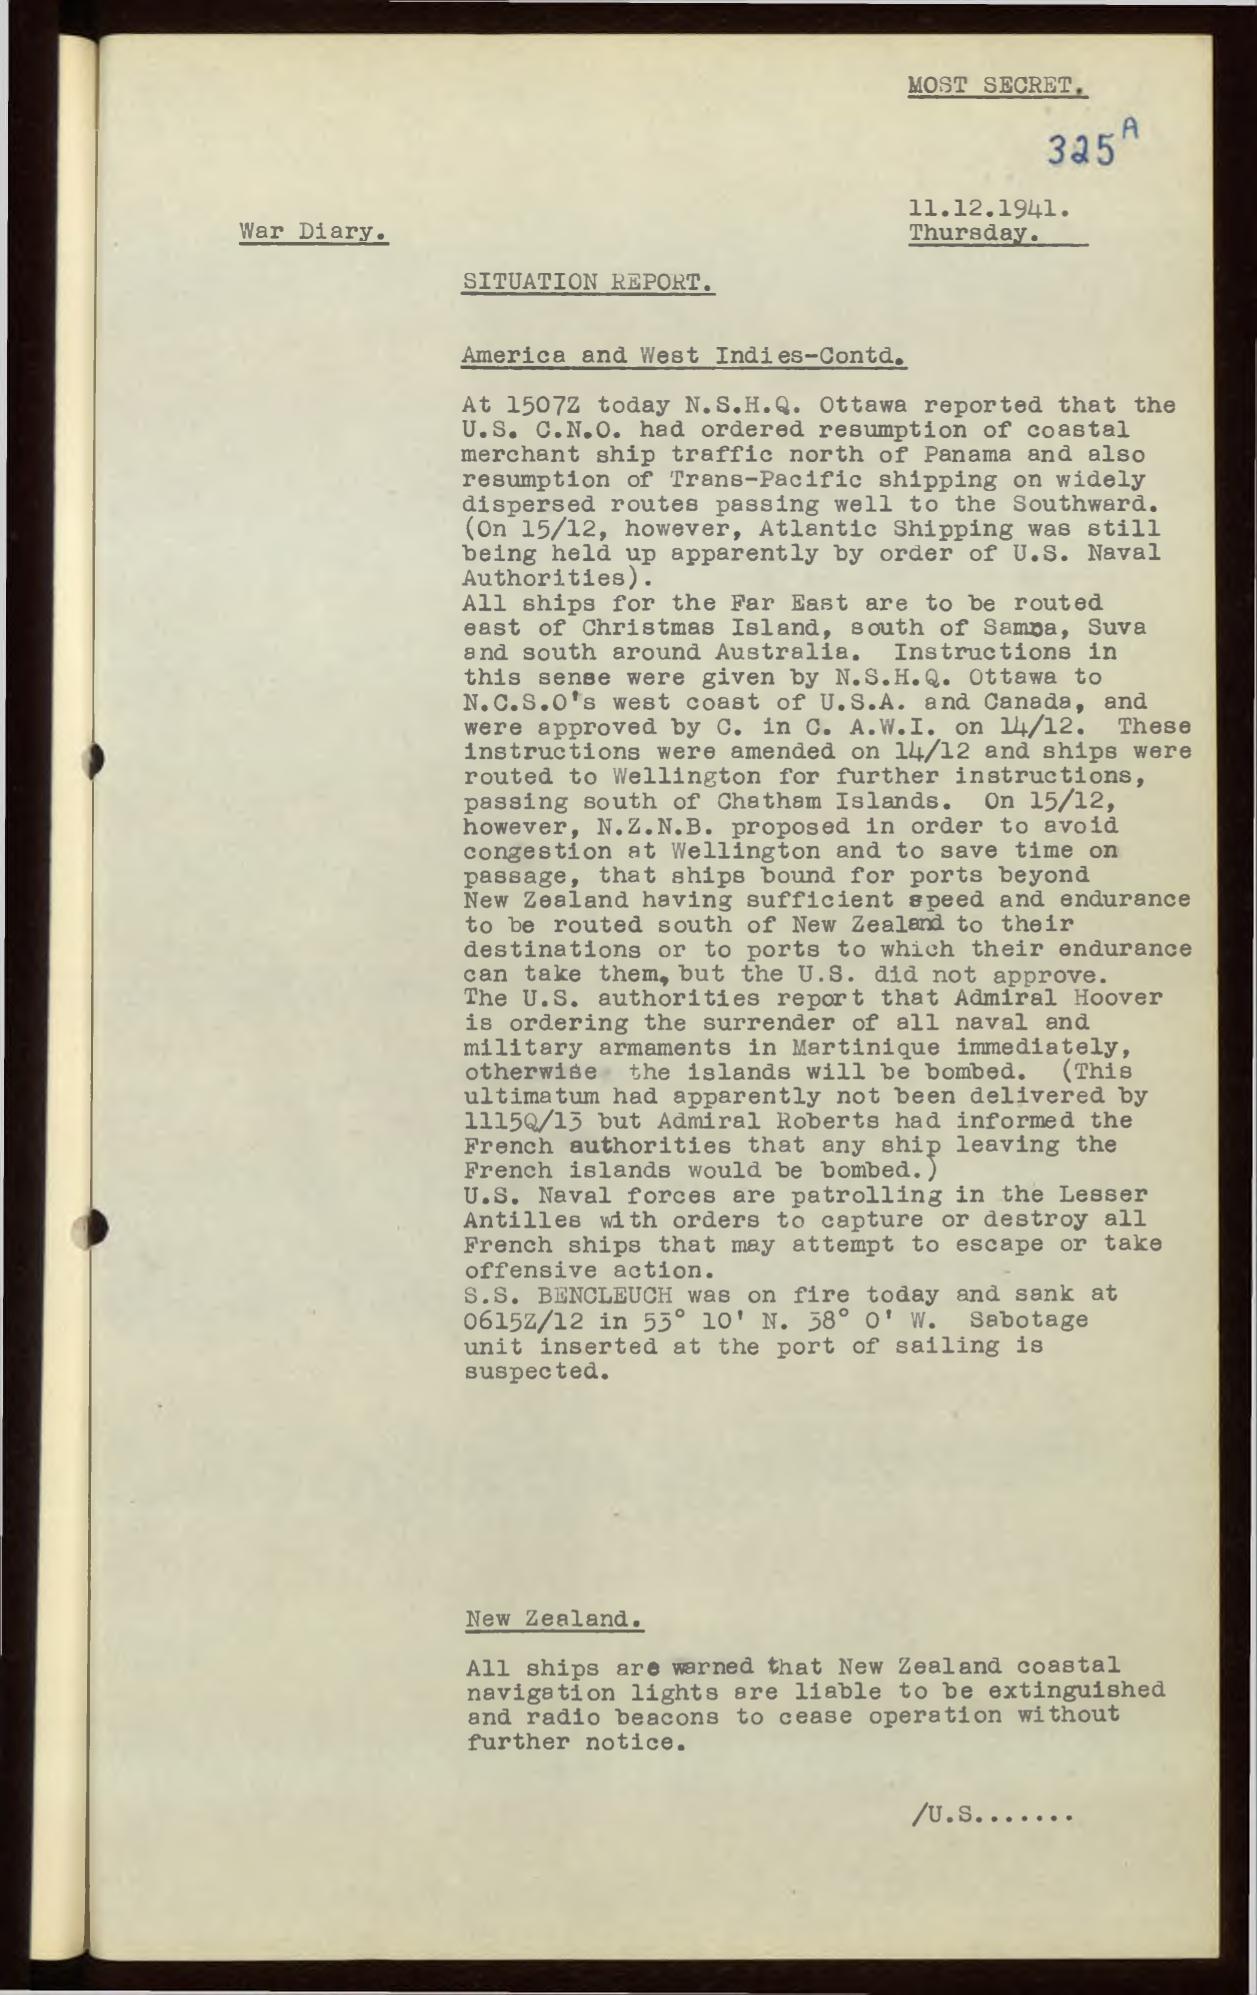 MOST SECRET.
325A
11.12.1941.
War Diary.
Thursday.
SITUATION REPORT.
America and West Indies-Contd.
At 1507Z today N.S.H.Q. Ottawa reported that the
U.S. C.N.O. had ordered resumption of coastal
merchant ship traffic north of Panama and also
resumption of Trans-Pacific shipping on widely
dispersed routes passing well to the Southward.
(On 15/12, however, Atlantic Shipping was still
being held up apparently by order of U.S. Naval
Authorities).
All ships for the Far East are to be routed
east of Christmas Island, south of Samoa, Suva
and south around Australia. Instructions in
this sense were given by N.S.H.Q. Ottawa to
N.C.S.O's west coast of U.S.A. and Canada, and
were approved by C. in C. A.W.I. on 14/12. These
instructions were amended on 14/12 and ships were
routed to Wellington for further instructions,
passing south of Chatham Islands. On 15/12,
however, N.Z.N.B. proposed in order to avoid
congestion at Wellington and to save time on
passage, that ships bound for ports beyond
New Zealand having sufficient speed and endurance
to be routed south of New Zealand to their
destinations or to ports to which their endurance
can take them, but the U.S. did not approve.
The U.S. authorities report that Admiral Hoover
is ordering the surrender of all naval and
military armaments in Martinique immediately,
otherwise the islands will be bombed. (This
ultimatum had apparently not been delivered by
1115Q/13 but Admiral Roberts had informed the
French authorities that any ship leaving the
French islands would be bombed.)
U.S. Naval forces are patrolling in the Lesser
Antilles with orders to capture or destroy all
French ships that may attempt to escape or take
offensive action.
S.S. BENCLEUCH was on fire today and sank at
0615Z/12 in 53° 10' N. 38° 0' W. Sabotage
unit inserted at the port of sailing is
suspected.
New Zealand.
All ships are warned that New Zealand coastal
navigation lights are liable to be extinguished
and radio beacons to cease operation without
further notice.
/U.S.......